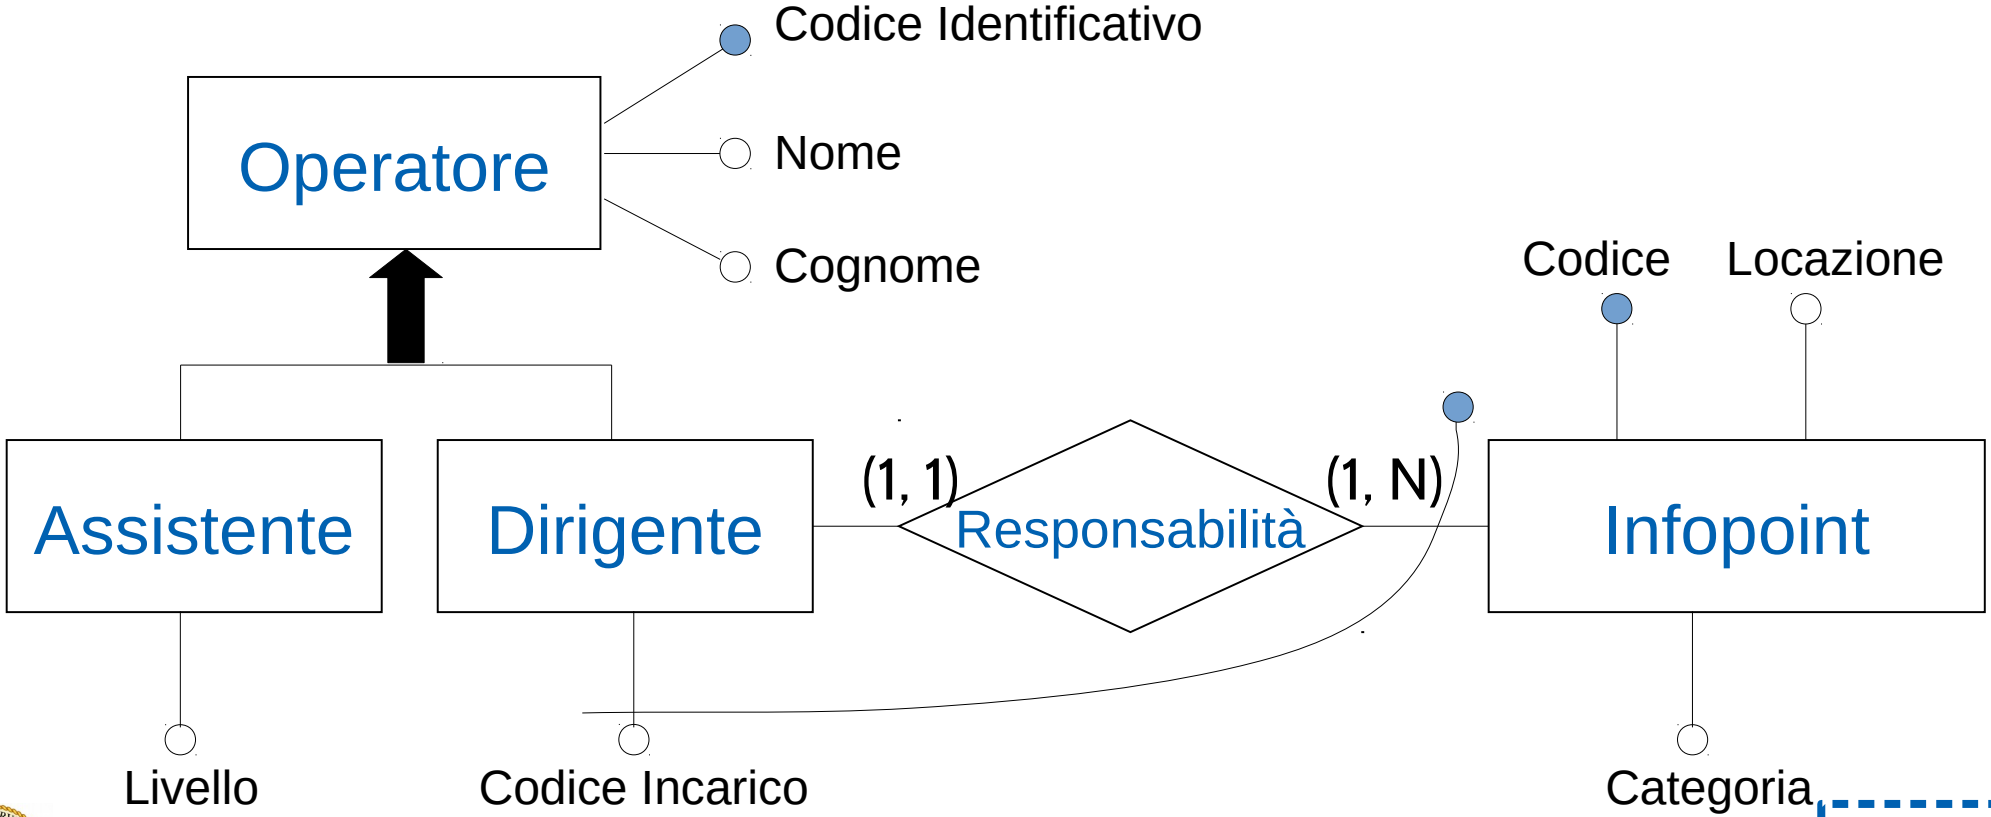 Codice Identificativo
Operatore
Nome
Cognome
Codice
Locazione
(1, 1)
(1, N)
Assistente
Dirigente
Responsabilità
Infopoint
Livello
Codice Incarico
Categoria